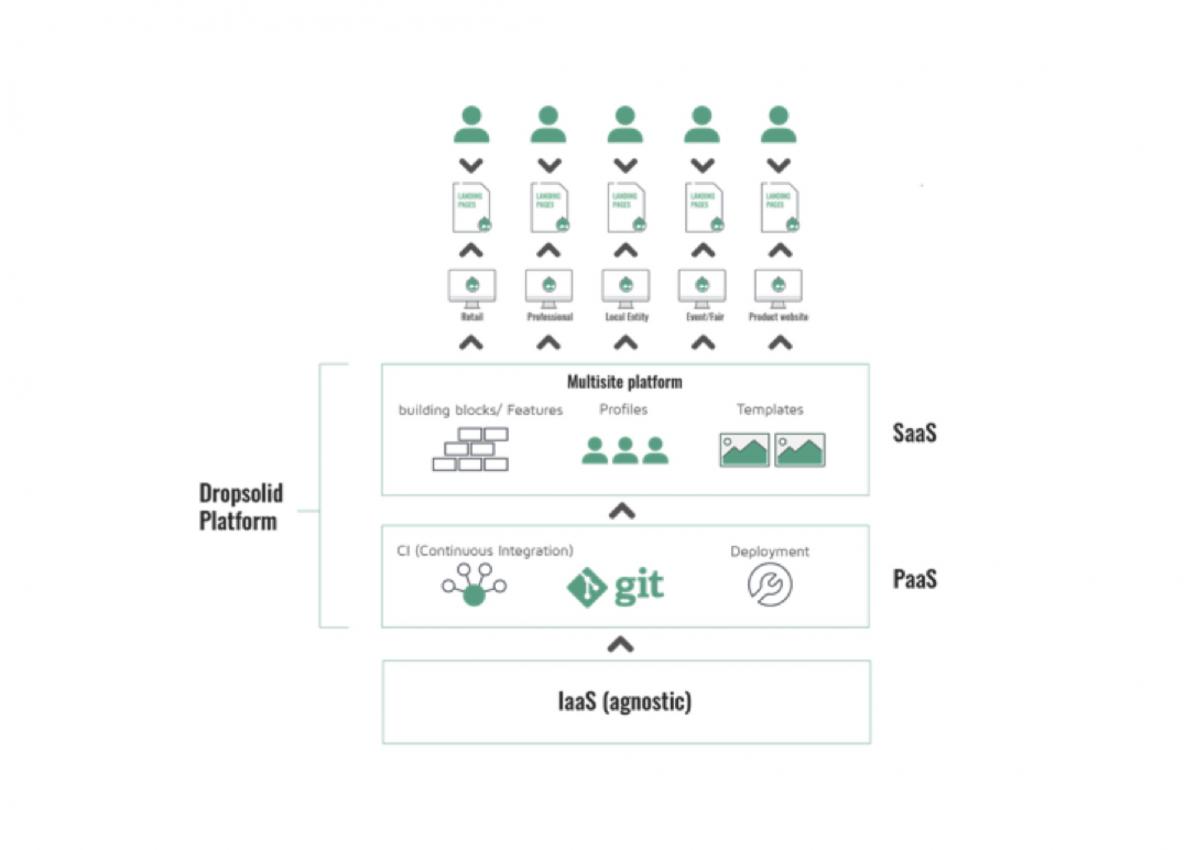 LANDING
PAGES
LANDING
PAGES
LANDING
PAGES
LANDING
PAGES
LANDING
PAGES
Retail
Professional
Local Entity
Event/Fair
Product website
Multisite platform
building blocks/ Features
Profiles
Templates
SaaS
Dropsolid
Platform
CI (Continuous Integration)
git
Deployment
PaaS
IaaS (agnostic)